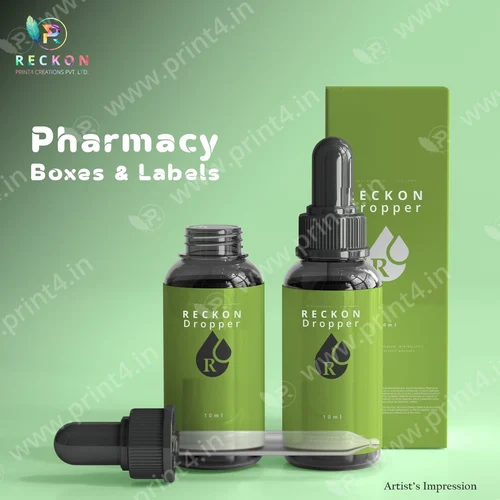 RECKON
PRINT4 CREATIONS PVT. LTD.
Pharmacy
Boxes & Labels
RECKON
Dropper
R
RECKON
Dropper
R
10ml
RECKON
Dropper
R
10ml
www.print4.in
Artist's Impression